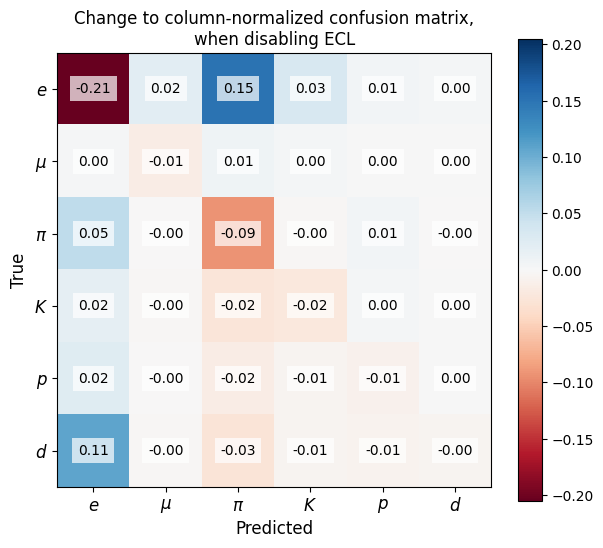 Change to column-normalized confusion matrix,
when disabling ECL
True
e -0.21 0.02 0.15 0.03 0.01 0.00
μ 0.00 -0.01 0.01 0.00 0.00 0.00
π 0.05 -0.00 -0.09 -0.00 0.01 -0.00
K 0.02 -0.00 -0.02 -0.02 0.00 0.00
p 0.02 -0.00 -0.02 -0.01 -0.01 0.00
d 0.11 -0.00 -0.03 -0.01 -0.01 -0.00
e μ π K p d
Predicted
0.20
0.15
0.10
0.05
0.00
−0.05
−0.10
−0.15
−0.20